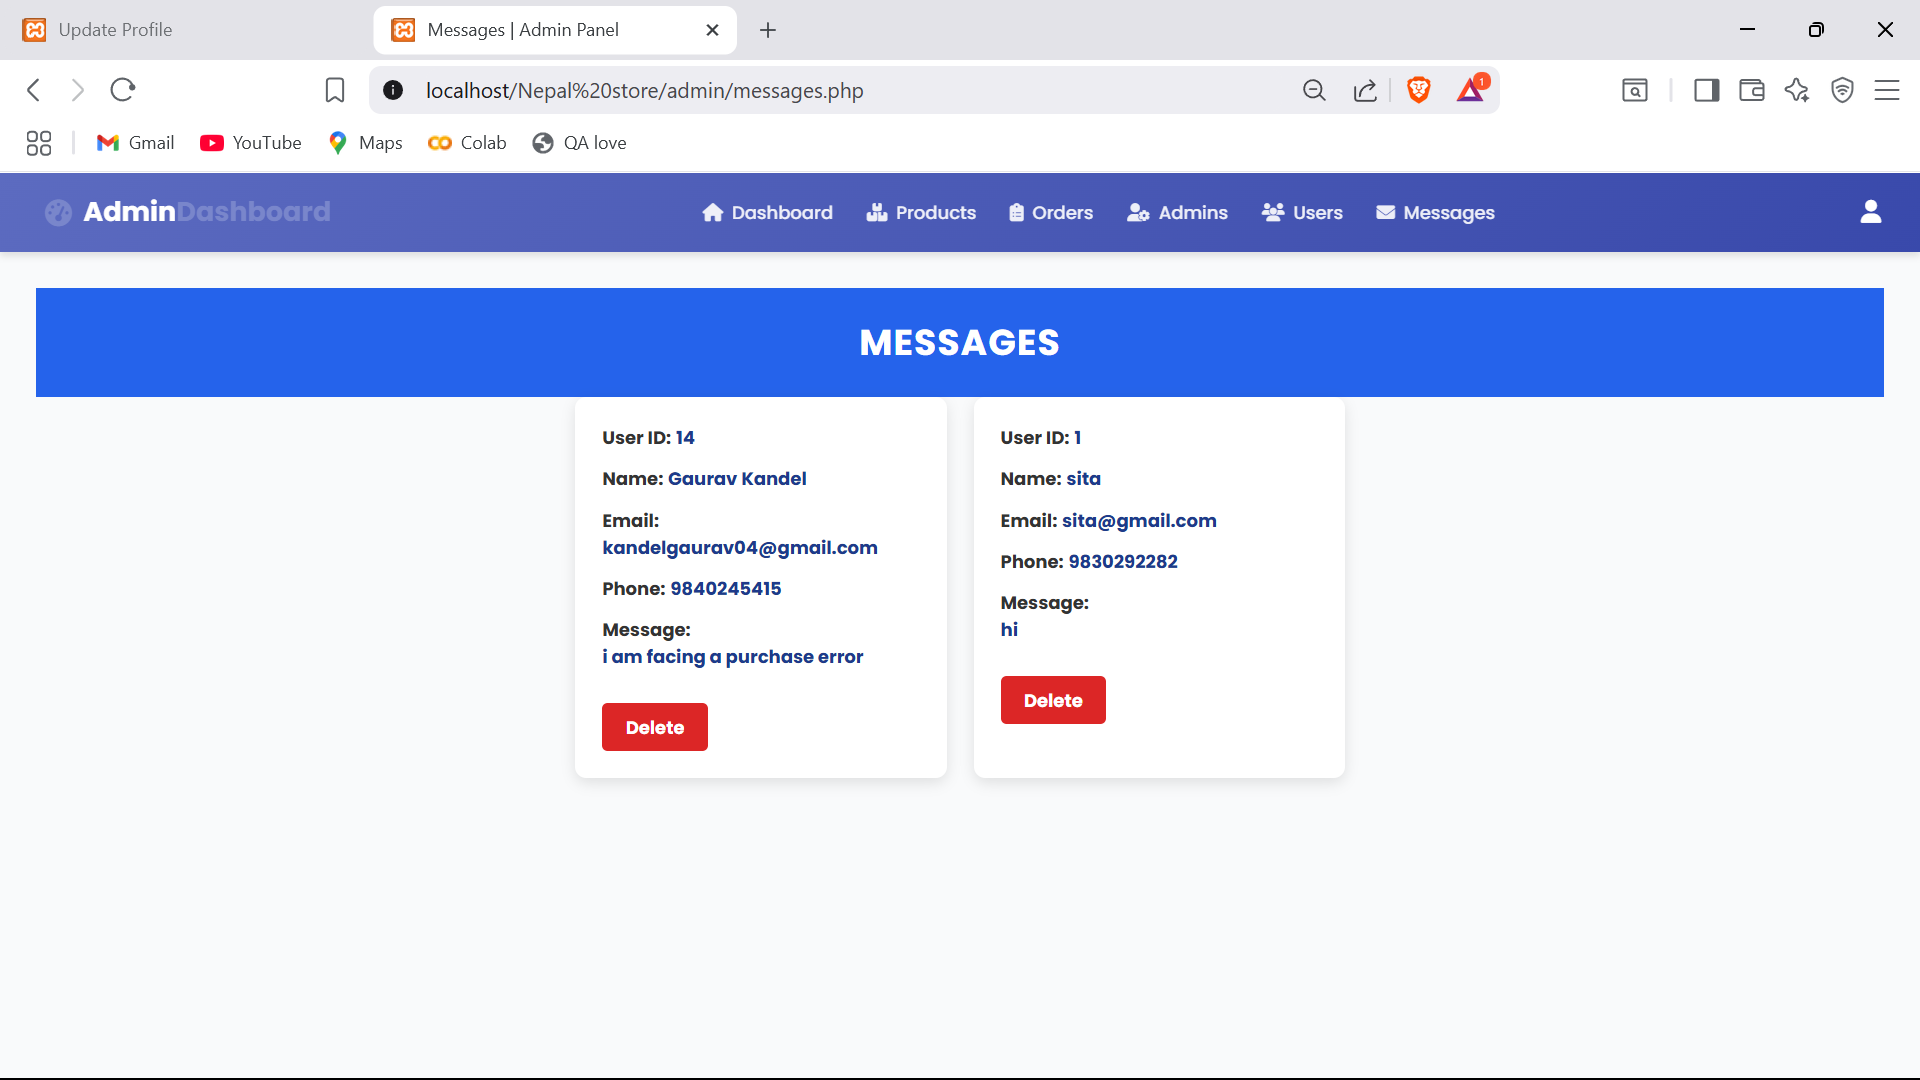 Update Profile
Messages | Admin Panel
localhost/Nepal%20store/admin/messages.php
1
Gmail
YouTube
Maps
Colab
QA love
AdminDashboard
Dashboard
Products
Orders
Admins
Users
Messages
MESSAGES
User ID: 14
Name: Gaurav Kandel
Email:
kandelgaurav04@gmail.com
Phone: 9840245415
Message:
i am facing a purchase error
Delete
User ID: 1
Name: sita
Email: sita@gmail.com
Phone: 9830292282
Message:
hi
Delete